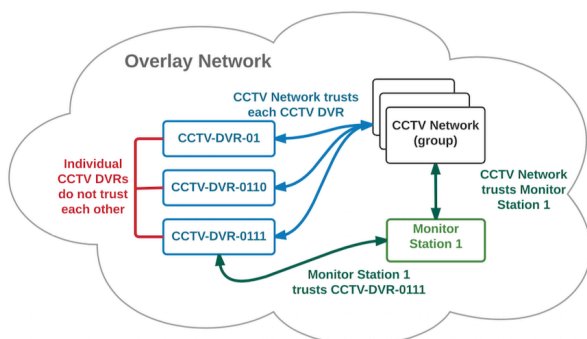 Overlay Network
CCTV Network trusts
each CCTV DVR
CCTV-DVR-01
CCTV Network
(group)
Individual
CCTV DVRs
do not trust
each other
CCTV-DVR-0110
CCTV Network
trusts Monitor
Station 1
CCTV-DVR-0111
Monitor
Station 1
Monitor Station 1
trusts CCTV-DVR-0111